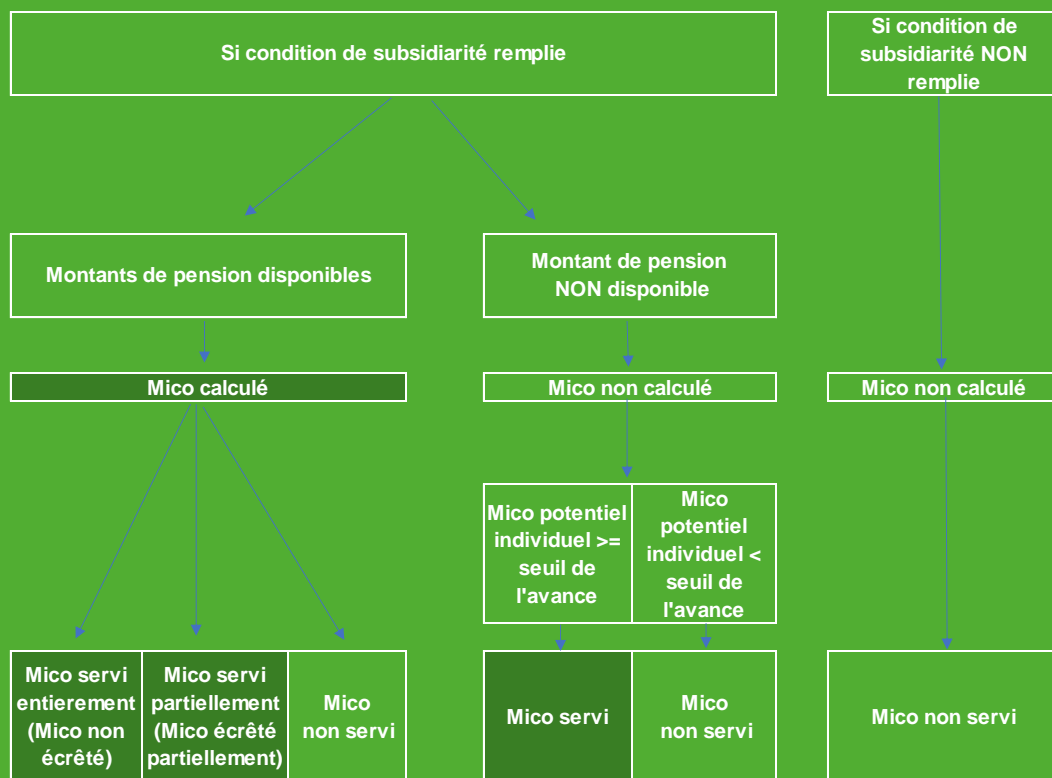 Si condition de subsidiarité remplie
Si condition de
subsidiarité NON
remplie
Montants de pension disponibles
Montant de pension
NON disponible
Mico calculé
Mico non calculé
Mico non calculé
Mico potentiel
individuel >=
seuil de
l'avance
Mico
potentiel
individuel <
seuil de
l'avance
Mico servi
entierement
(Mico non
écrêté)
Mico servi
partiellement
(Mico écrêté
partiellement)
Mico
non servi
Mico servi
Mico
non servi
Mico non servi